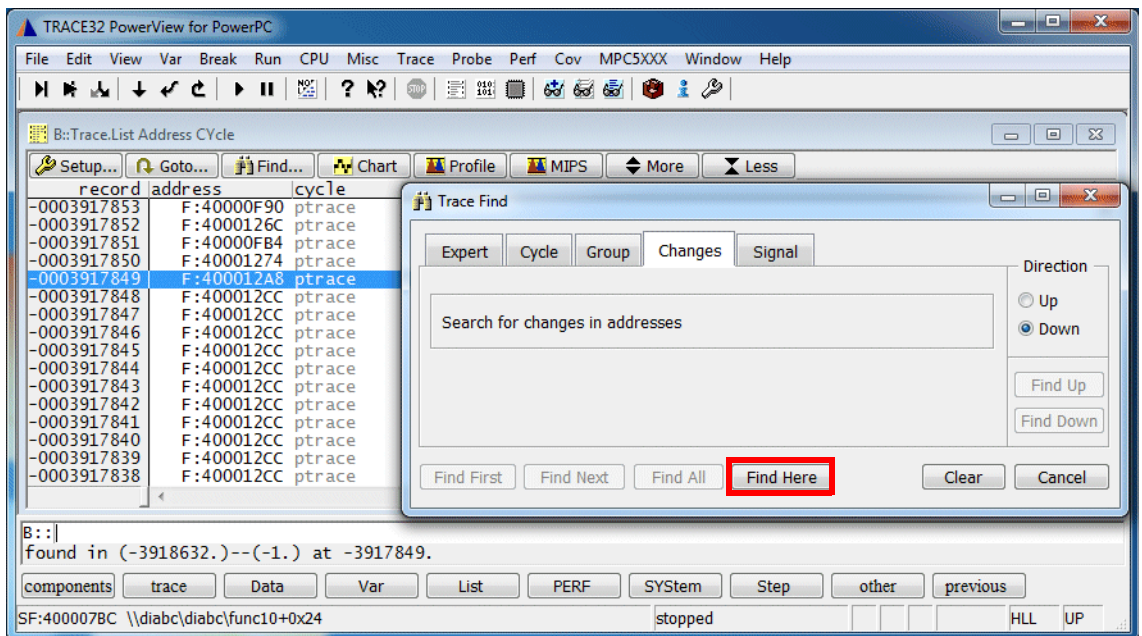 TRACE32 PowerView for PowerPC
File Edit View Var Break Run CPU Misc Trace Probe Perf Cov MPC5XXX Window Help
B::Trace.List Address CYcle
Setup... Goto... Find... Chart Profile MIPS More Less
record address cycle
-0003917853 F:40000F90 ptrace
-0003917852 F:4000126C ptrace
-0003917851 F:40000FB4 ptrace
-0003917850 F:40001274 ptrace
-0003917849 F:400012A8 ptrace
-0003917848 F:400012CC ptrace
-0003917847 F:400012CC ptrace
-0003917846 F:400012CC ptrace
-0003917845 F:400012CC ptrace
-0003917844 F:400012CC ptrace
-0003917843 F:400012CC ptrace
-0003917842 F:400012CC ptrace
-0003917841 F:400012CC ptrace
-0003917840 F:400012CC ptrace
-0003917839 F:400012CC ptrace
-0003917838 F:400012CC ptrace
Trace Find
Expert Cycle Group Changes Signal
Search for changes in addresses
Direction
Up
Down
Find Up
Find Down
Find First Find Next Find All Find Here Clear Cancel
B::
found in (-3918632.)--(-1.) at -3917849.
components trace Data Var List PERF SYStem Step other previous
SF:400007BC \\diabc\diabc\func10+0x24 stopped HLL UP